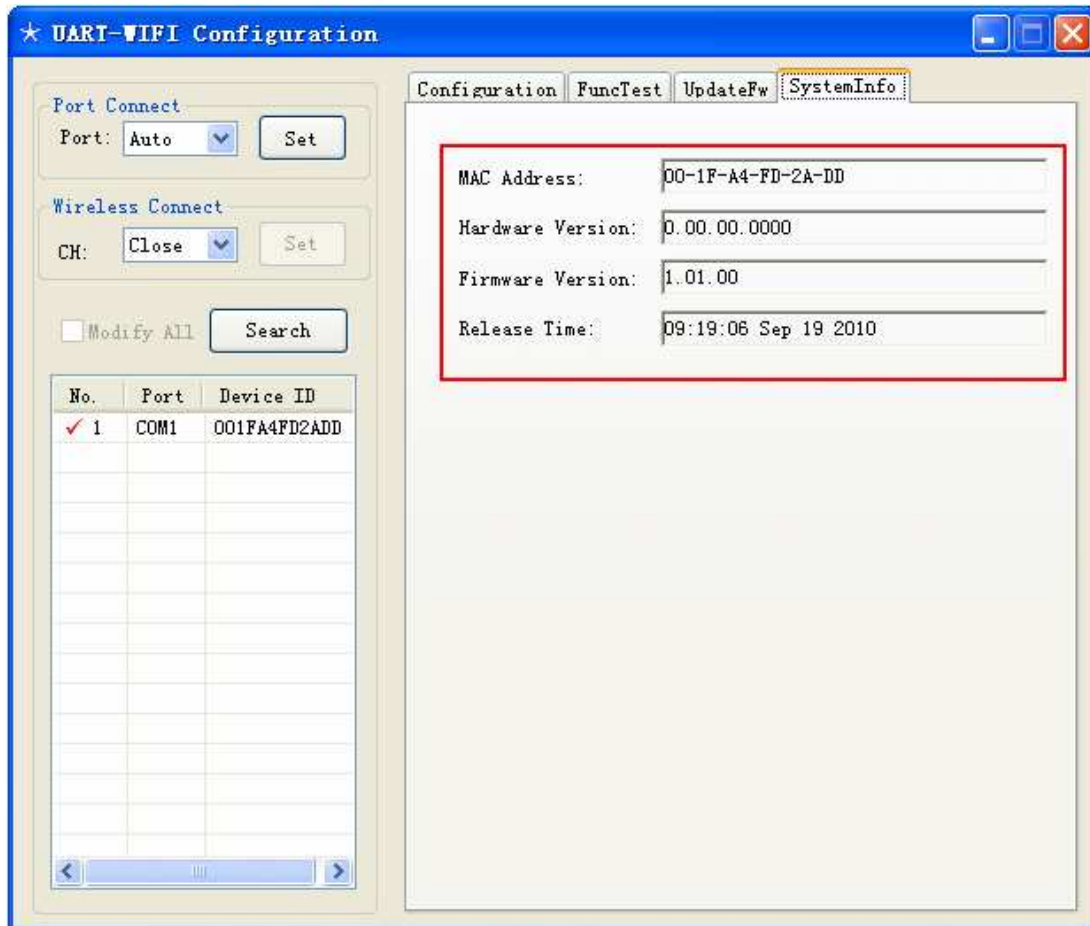 UART-WIFI Configuration
Port Connect
Port: Auto Set
Wireless Connect
CH: Close Set
Modify All Search
No. Port Device ID
1 COM1 001FA4FD2ADD
Configuration FuncTest UpdateFw SystemInfo
MAC Address: 00-1F-A4-FD-2A-DD
Hardware Version: 0.00.00.0000
Firmware Version: 1.01.00
Release Time: 09:19:06 Sep 19 2010